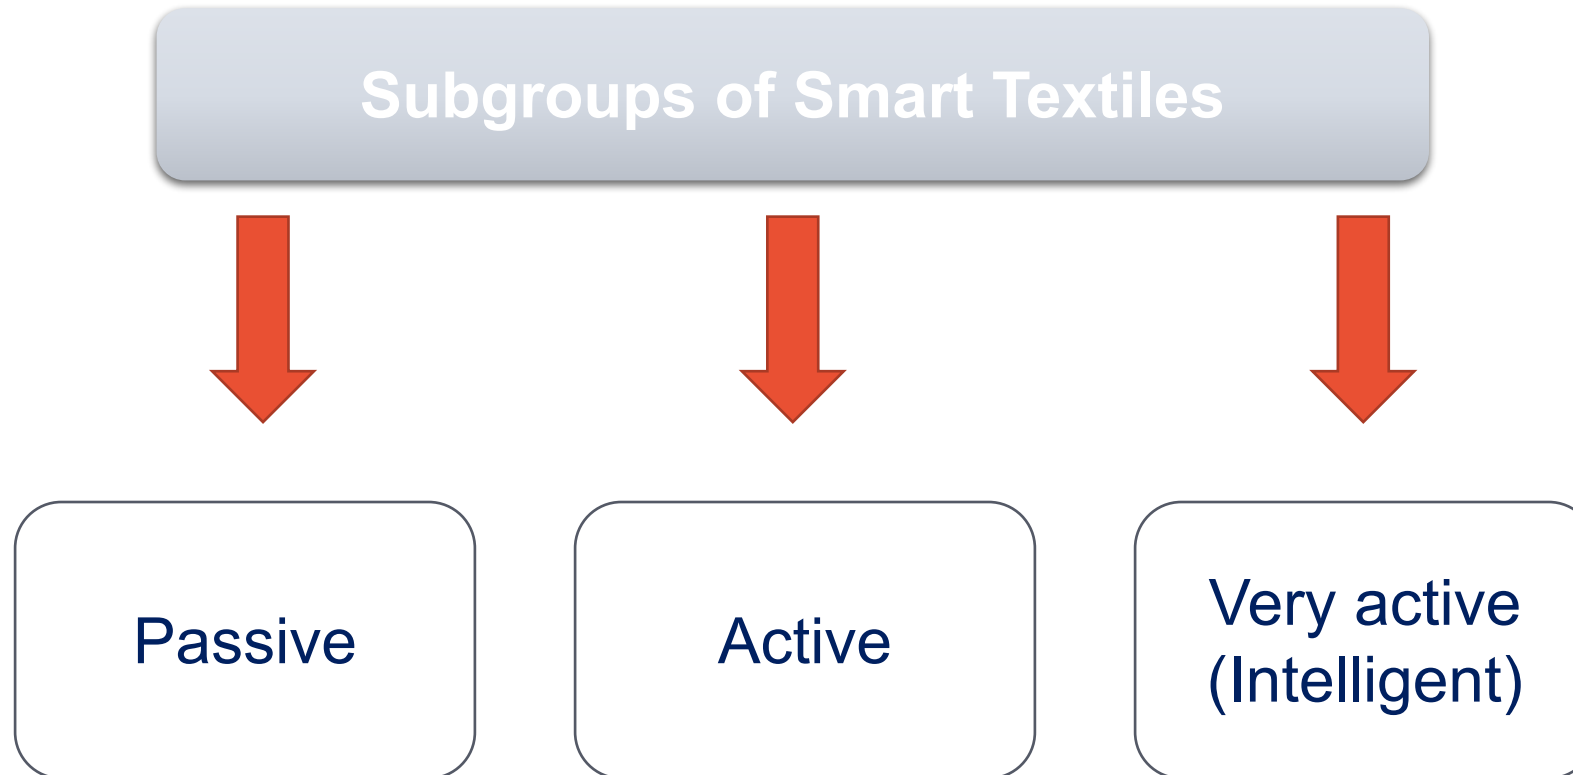 Subgroups of Smart Textiles
Passive
Active
Very active
(Intelligent)